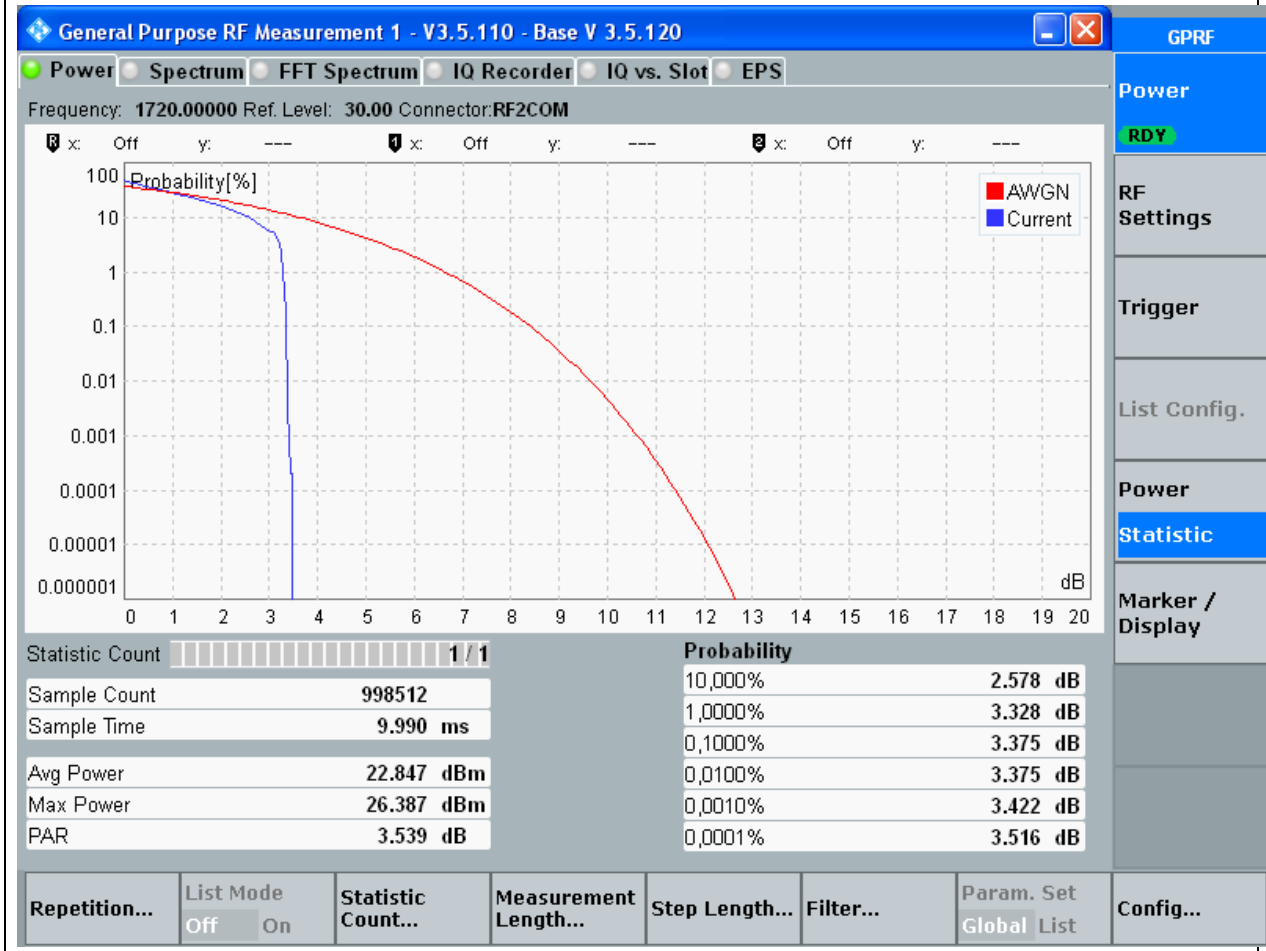 General Purpose RF Measurement 1 - V3.5.110 - Base V 3.5.120
GPRF
Power Spectrum FFT Spectrum IQ Recorder IQ vs. Slot EPS
Frequency: 1720.00000 Ref. Level: 30.00 Connector:RF2COM
R x: Off y: --- 1 x: Off y: --- 2 x: Off y: ---
Probability[%]
AWGN
Current
100
10
1
0.1
0.01
0.001
0.0001
0.00001
0.000001
dB
0 1 2 3 4 5 6 7 8 9 10 11 12 13 14 15 16 17 18 19 20
Statistic Count 1 / 1
Sample Count 998512
Sample Time 9.990 ms
Avg Power 22.847 dBm
Max Power 26.387 dBm
PAR 3.539 dB
Probability
10,000% 2.578 dB
1,0000% 3.328 dB
0,1000% 3.375 dB
0,0100% 3.375 dB
0,0010% 3.422 dB
0,0001% 3.516 dB
Power
RDY
RF
Settings
Trigger
List Config.
Power
Statistic
Marker /
Display
Repetition...
List Mode
Off On
Statistic
Count...
Measurement
Length...
Step Length...
Filter...
Param. Set
Global List
Config...